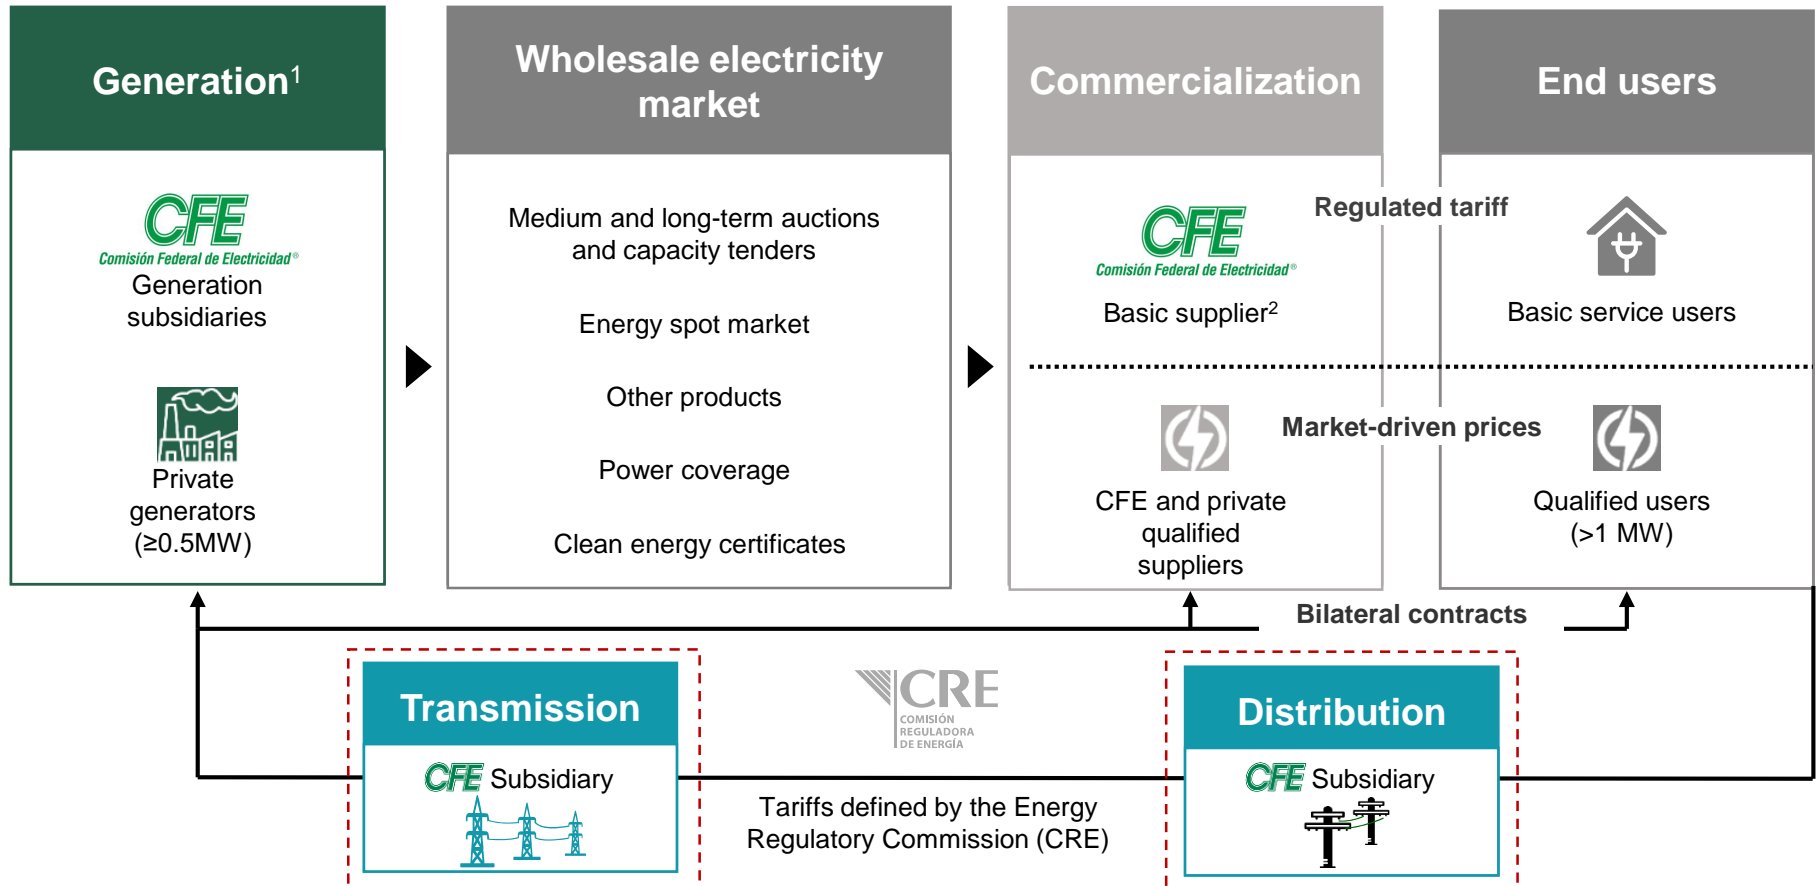 Generation¹
CFE
Comisión Federal de Electricidad®
Generation
subsidiaries
Private
generators
(≥0.5MW)
Wholesale electricity
market
Medium and long-term auctions
and capacity tenders
Energy spot market
Other products
Power coverage
Clean energy certificates
Commercialization
CFE
Comisión Federal de Electricidad®
Basic supplier²
CFE and private
qualified
suppliers
Regulated tariff
Market-driven prices
End users
Basic service users
Qualified users
(>1 MW)
Bilateral contracts
Transmission
CFE Subsidiary
CRE
COMISIÓN
REGULADORA
DE ENERGÍA
Tariffs defined by the Energy
Regulatory Commission (CRE)
Distribution
CFE Subsidiary